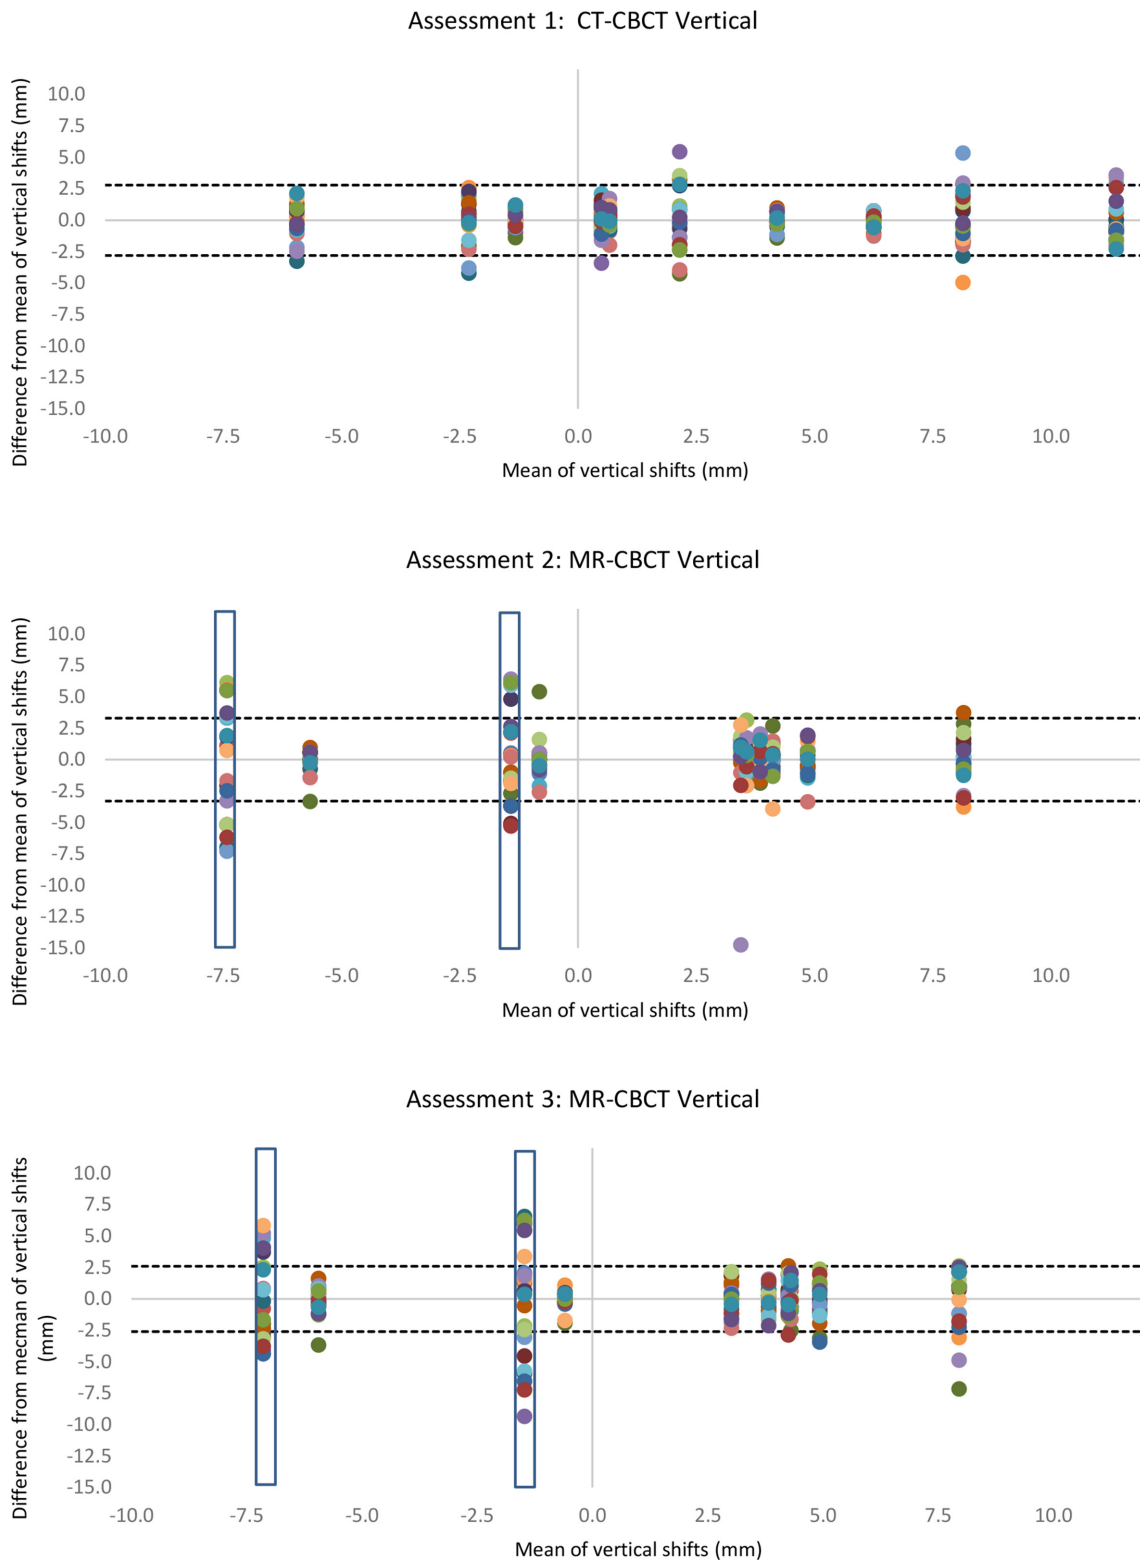 Assessment 1:  CT-CBCT Vertical
Difference from mean of vertical shifts (mm)
10.0
7.5
5.0
2.5
0.0
-2.5
-5.0
-7.5
-10.0
-12.5
-15.0
-10.0 -7.5 -5.0 -2.5 0.0 2.5 5.0 7.5 10.0
Mean of vertical shifts (mm)
Assessment 2: MR-CBCT Vertical
Difference from mean of vertical shifts (mm)
10.0
7.5
5.0
2.5
0.0
-2.5
-5.0
-7.5
-10.0
-12.5
-15.0
-10.0 -7.5 -5.0 -2.5 0.0 2.5 5.0 7.5 10.0
Mean of vertical shifts (mm)
Assessment 3: MR-CBCT Vertical
Difference from mecman of vertical shifts
(mm)
10.0
7.5
5.0
2.5
0.0
-2.5
-5.0
-7.5
-10.0
-12.5
-15.0
-10.0 -7.5 -5.0 -2.5 0.0 2.5 5.0 7.5 10.0
Mean of vertical shifts (mm)